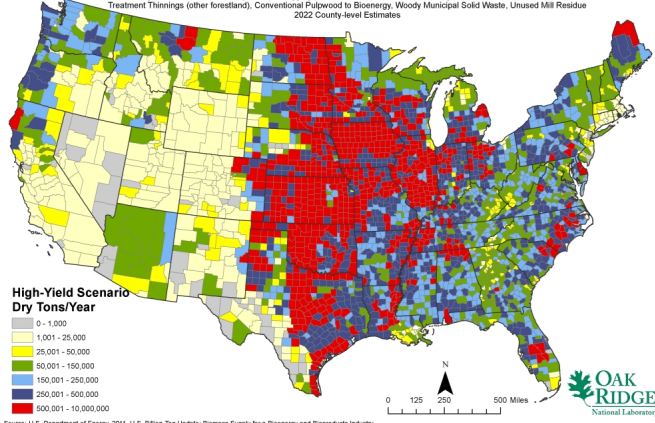 Treatment Thinnings (other forestland), Conventional Pulpwood to Bioenergy, Woody Municipal Solid Waste, Unused Mill Residue
2022 County-level Estimates
High-Yield Scenario
Dry Tons/Year
0 - 1,000
1,001 - 25,000
25,001 - 50,000
50,001 - 150,000
150,001 - 250,000
250,001 - 500,000
500,001 - 10,000,000
N
0 125 250 500 Miles
OAK
RIDGE
National Laborator